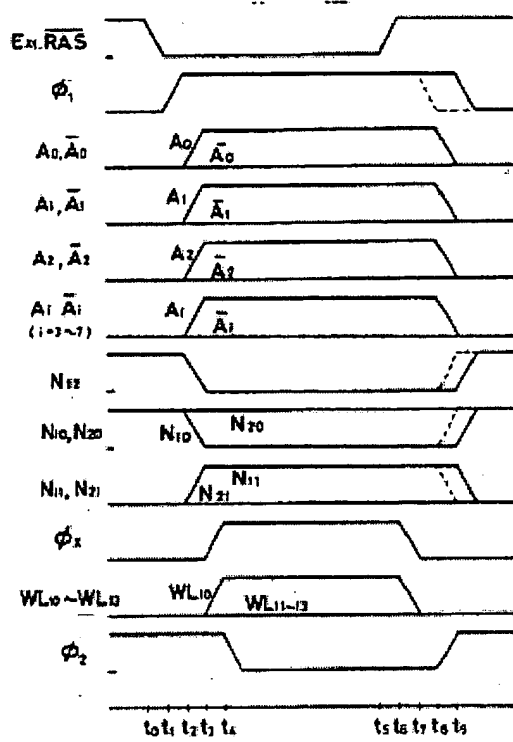 Ext.RAS
φ1
A0, Ā0 A0 Ā0
A1, Ā1 A1 Ā1
A2, Ā2 A2 Ā2
Ai Āi Ai Āi
(i=3~7)
N12
N10, N20 N10 N20
N11, N21 N21 N11
φx
WL10~WL13 WL10 WL11~13
φ2
t0 t1 t2 t3 t4 t5 t6 t7 t8 t9